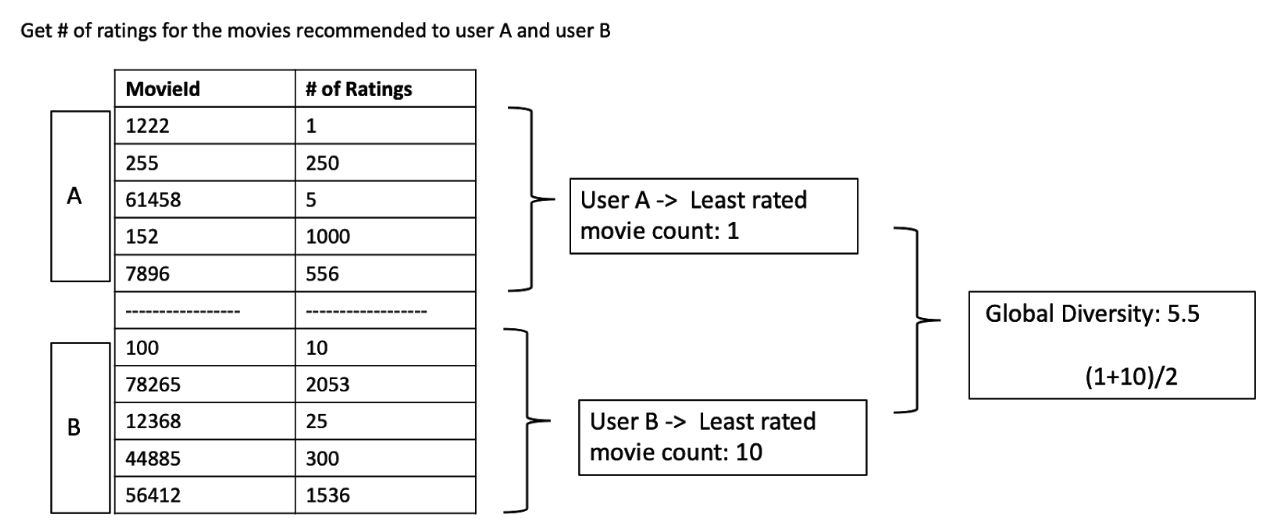 Get # of ratings for the movies recommended to user A and user B
MovieId # of Ratings
A
1222 1
255 250
61458 5
152 1000
7896 556
------------------ ------------------
B
100 10
78265 2053
12368 25
44885 300
56412 1536
User A -> Least rated
movie count: 1
User B -> Least rated
movie count: 10
Global Diversity: 5.5
(1+10)/2